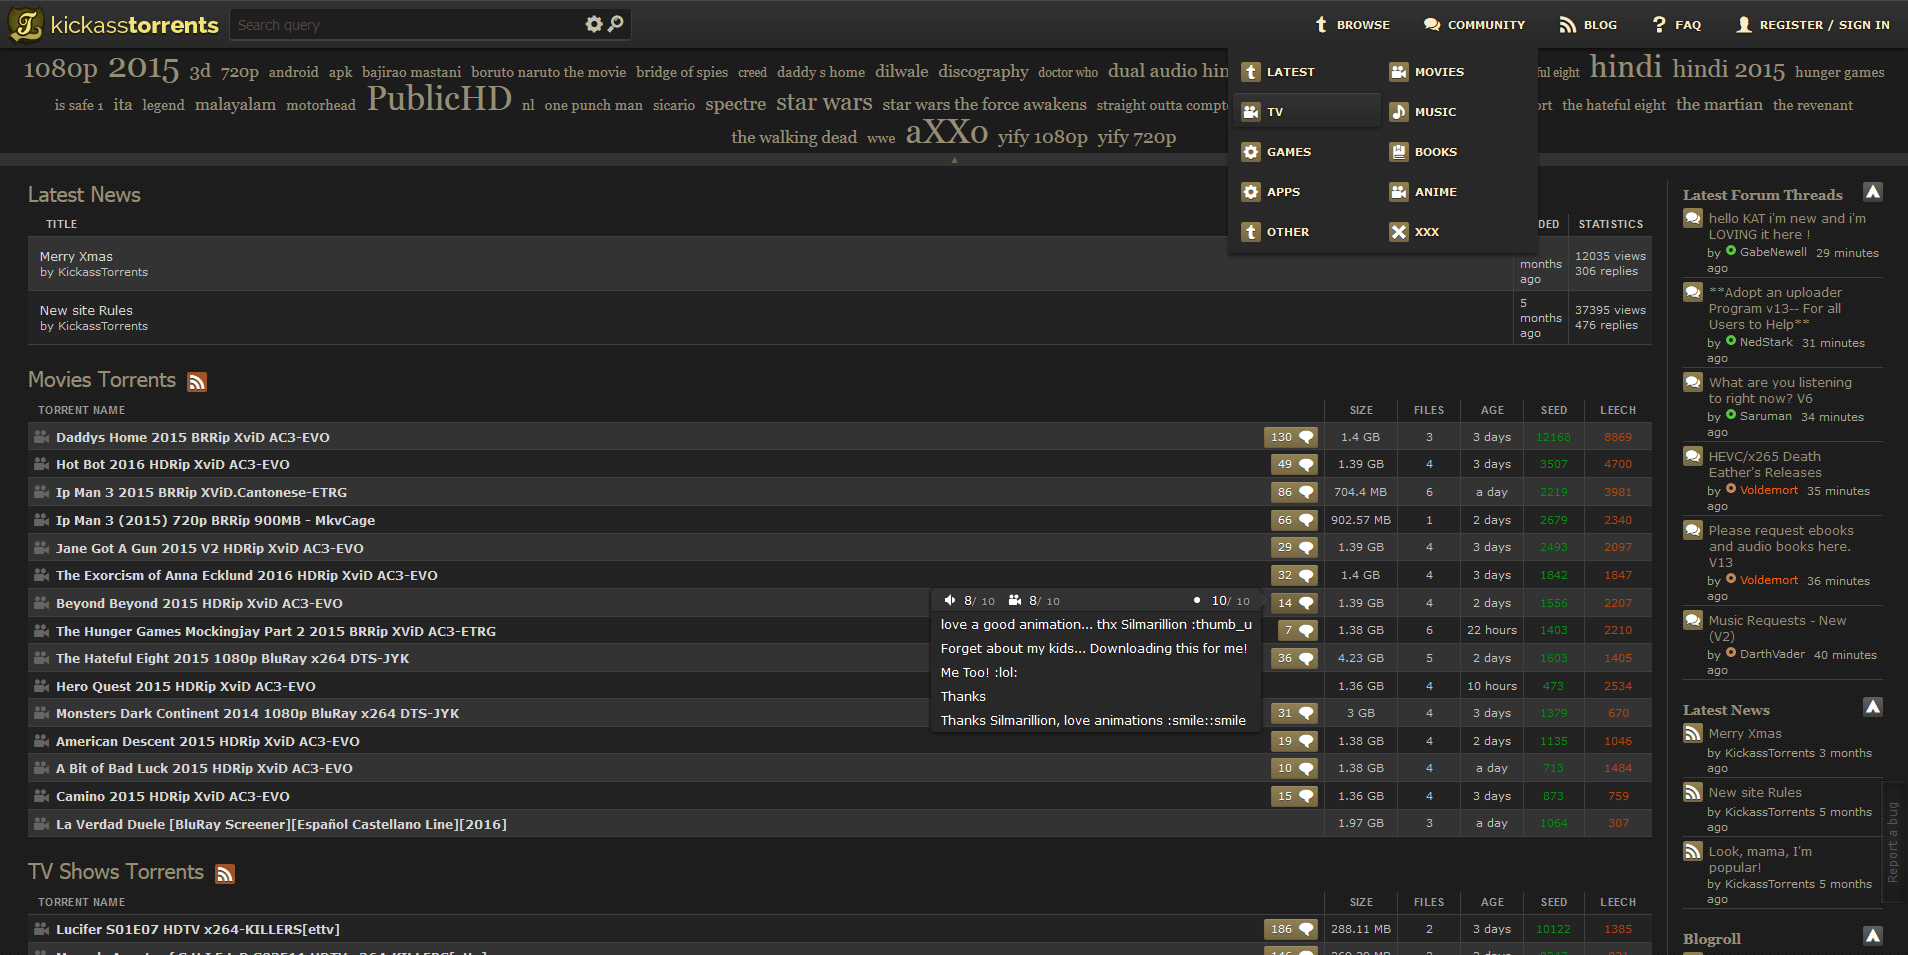 kickasstorrents
Search query
BROWSE
COMMUNITY
BLOG
FAQ
REGISTER / SIGN IN
1080p 2015 3d 720p android apk bajirao mastani boruto naruto the movie bridge of spies creed daddy s home dilwale discography doctor who dual audio hin ful eight hindi hindi 2015 hunger games
is safe 1 ita legend malayalam motorhead PublicHD nl one punch man sicario spectre star wars star wars the force awakens straight outta compt ort the hateful eight the martian the revenant
the walking dead wwe aXXo yify 1080p yify 720p
LATEST MOVIES
TV MUSIC
GAMES BOOKS
APPS ANIME
OTHER XXX
Latest News
TITLE DED STATISTICS
Merry Xmas
by KickassTorrents
months
ago
12035 views
306 replies
New site Rules
by KickassTorrents
5
months
ago
37395 views
476 replies
Movies Torrents
TORRENT NAME SIZE FILES AGE SEED LEECH
Daddys Home 2015 BRRip XviD AC3-EVO 130 1.4 GB 3 3 days 12168 8869
Hot Bot 2016 HDRip XviD AC3-EVO 49 1.39 GB 4 3 days 3507 4700
Ip Man 3 2015 BRRip XViD.Cantonese-ETRG 86 704.4 MB 6 a day 2219 3981
Ip Man 3 (2015) 720p BRRip 900MB - MkvCage 66 902.57 MB 1 2 days 2679 2340
Jane Got A Gun 2015 V2 HDRip XviD AC3-EVO 29 1.39 GB 4 3 days 2493 2097
The Exorcism of Anna Ecklund 2016 HDRip XviD AC3-EVO 32 1.4 GB 4 3 days 1842 1847
Beyond Beyond 2015 HDRip XviD AC3-EVO 14 1.39 GB 4 2 days 1556 2207
The Hunger Games Mockingjay Part 2 2015 BRRip XViD AC3-ETRG 7 1.38 GB 6 22 hours 1403 2210
The Hateful Eight 2015 1080p BluRay x264 DTS-JYK 36 4.23 GB 5 2 days 1603 1405
Hero Quest 2015 HDRip XviD AC3-EVO 1.36 GB 4 10 hours 473 2534
Monsters Dark Continent 2014 1080p BluRay x264 DTS-JYK 31 3 GB 4 3 days 1379 670
American Descent 2015 HDRip XviD AC3-EVO 19 1.38 GB 4 2 days 1135 1046
A Bit of Bad Luck 2015 HDRip XviD AC3-EVO 10 1.38 GB 4 a day 713 1484
Camino 2015 HDRip XviD AC3-EVO 15 1.36 GB 4 3 days 873 759
La Verdad Duele [BluRay Screener][Español Castellano Line][2016] 1.97 GB 3 a day 1064 307
8/ 10 8/ 10 10/ 10
love a good animation... thx Silmarillion :thumb_u
Forget about my kids... Downloading this for me!
Me Too! :lol:
Thanks
Thanks Silmarillion, love animations :smile::smile
TV Shows Torrents
TORRENT NAME SIZE FILES AGE SEED LEECH
Lucifer S01E07 HDTV x264-KILLERS[ettv] 186 288.11 MB 2 3 days 10122 1385
Latest Forum Threads
hello KAT i'm new and i'm
LOVING it here !
by GabeNewell 29 minutes
ago
**Adopt an uploader
Program v13-- For all
Users to Help**
by NedStark 31 minutes
ago
What are you listening
to right now? V6
by Saruman 34 minutes
ago
HEVC/x265 Death
Eather's Releases
by Voldemort 35 minutes
ago
Please request ebooks
and audio books here.
V13
by Voldemort 36 minutes
ago
Music Requests - New
(V2)
by DarthVader 40 minutes
ago
Latest News
Merry Xmas
by KickassTorrents 3 months
ago
New site Rules
by KickassTorrents 5 months
ago
Look, mama, I'm
popular!
by KickassTorrents 5 months
ago
Blogroll
Report a bug